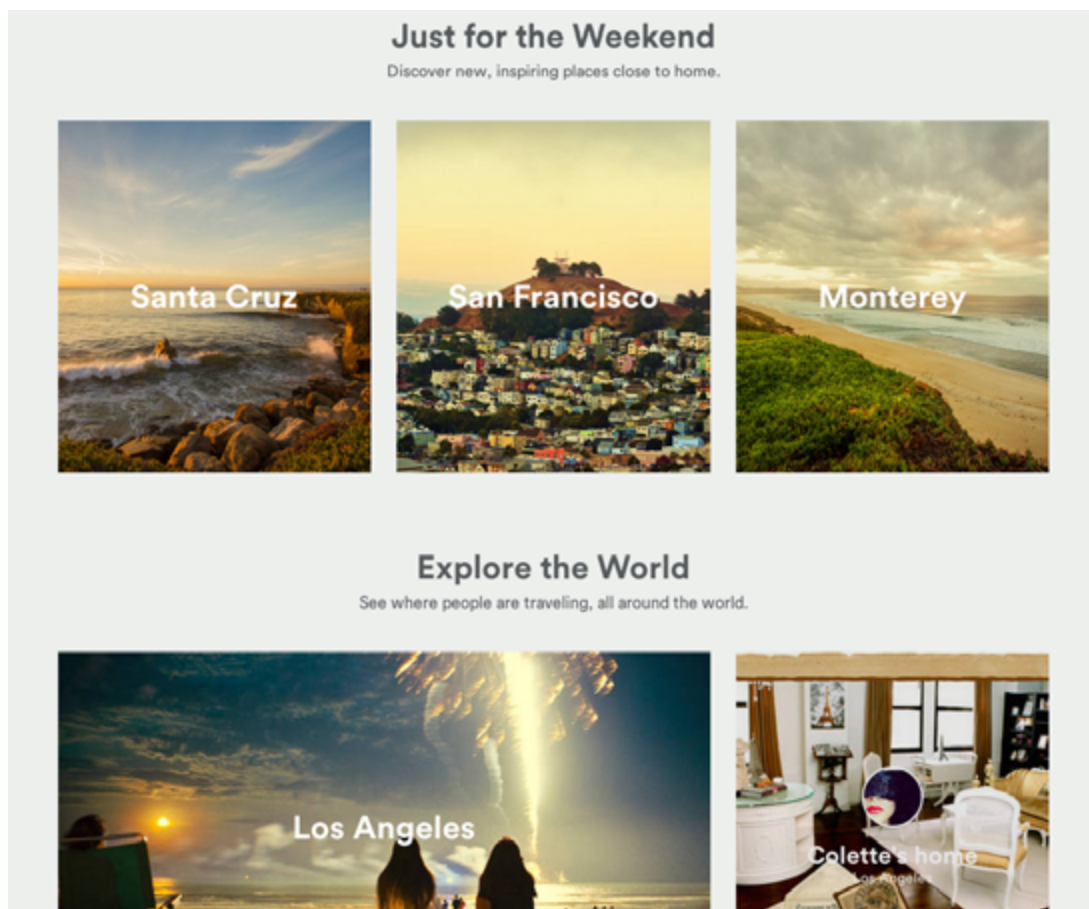 Just for the Weekend
Discover new, inspiring places close to home.
Santa Cruz
San Francisco
Monterey
Explore the World
See where people are traveling, all around the world.
Los Angeles
Colette's home
Los Angeles